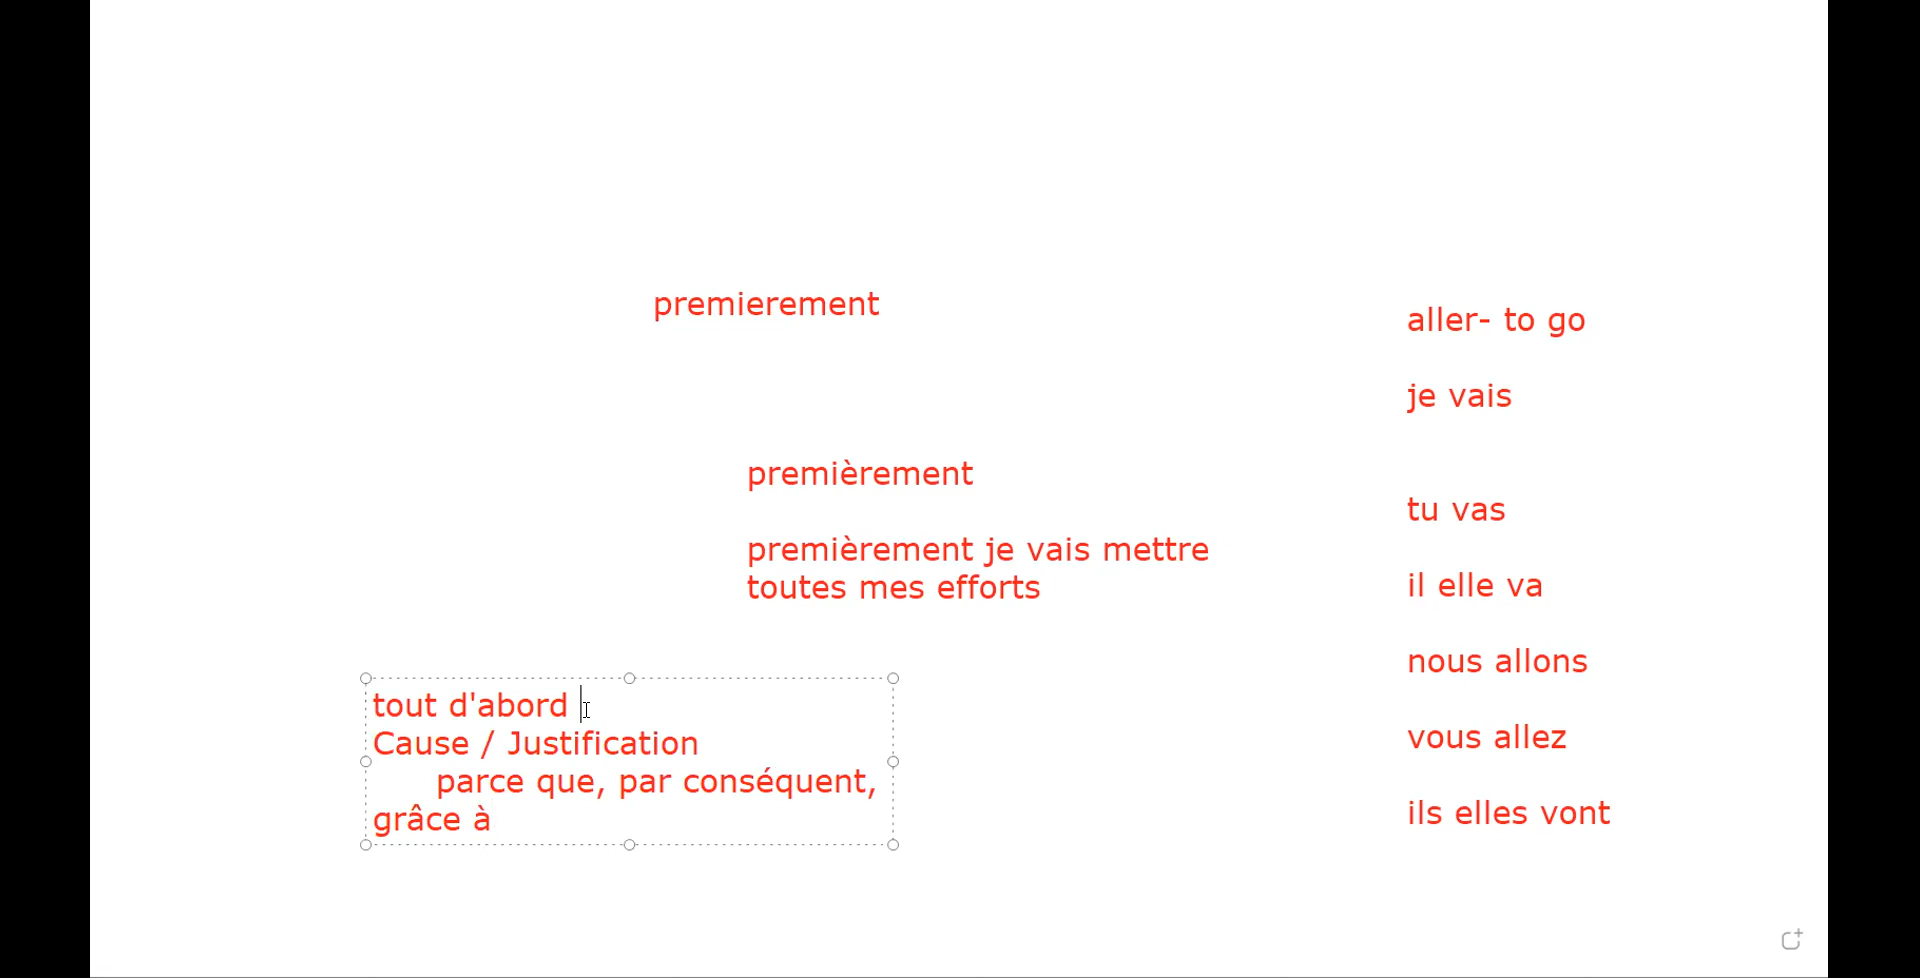 premierement
premièrement
premièrement je vais mettre
toutes mes efforts
tout d'abord
Cause / Justification
parce que, par conséquent,
grâce à
aller- to go
je vais
tu vas
il elle va
nous allons
vous allez
ils elles vont